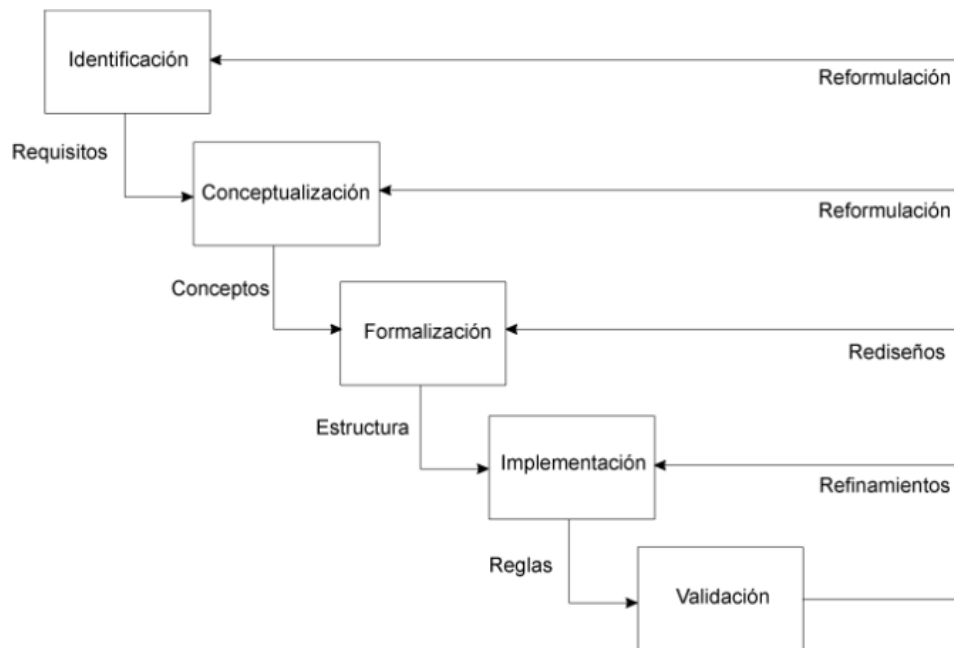 Identificación
Reformulación
Requisitos
Conceptualización
Reformulación
Conceptos
Formalización
Rediseños
Estructura
Implementación
Refinamientos
Reglas
Validación